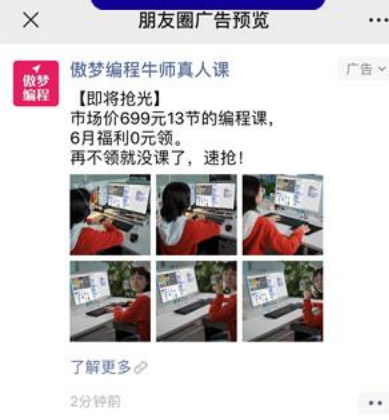 朋友圈广告预览
傲梦
编程
傲梦编程牛师真人课
广告
【即将抢光】
市场价699元13节的编程课，
6月福利0元领。
再不领就没课了，速抢！
了解更多
2分钟前